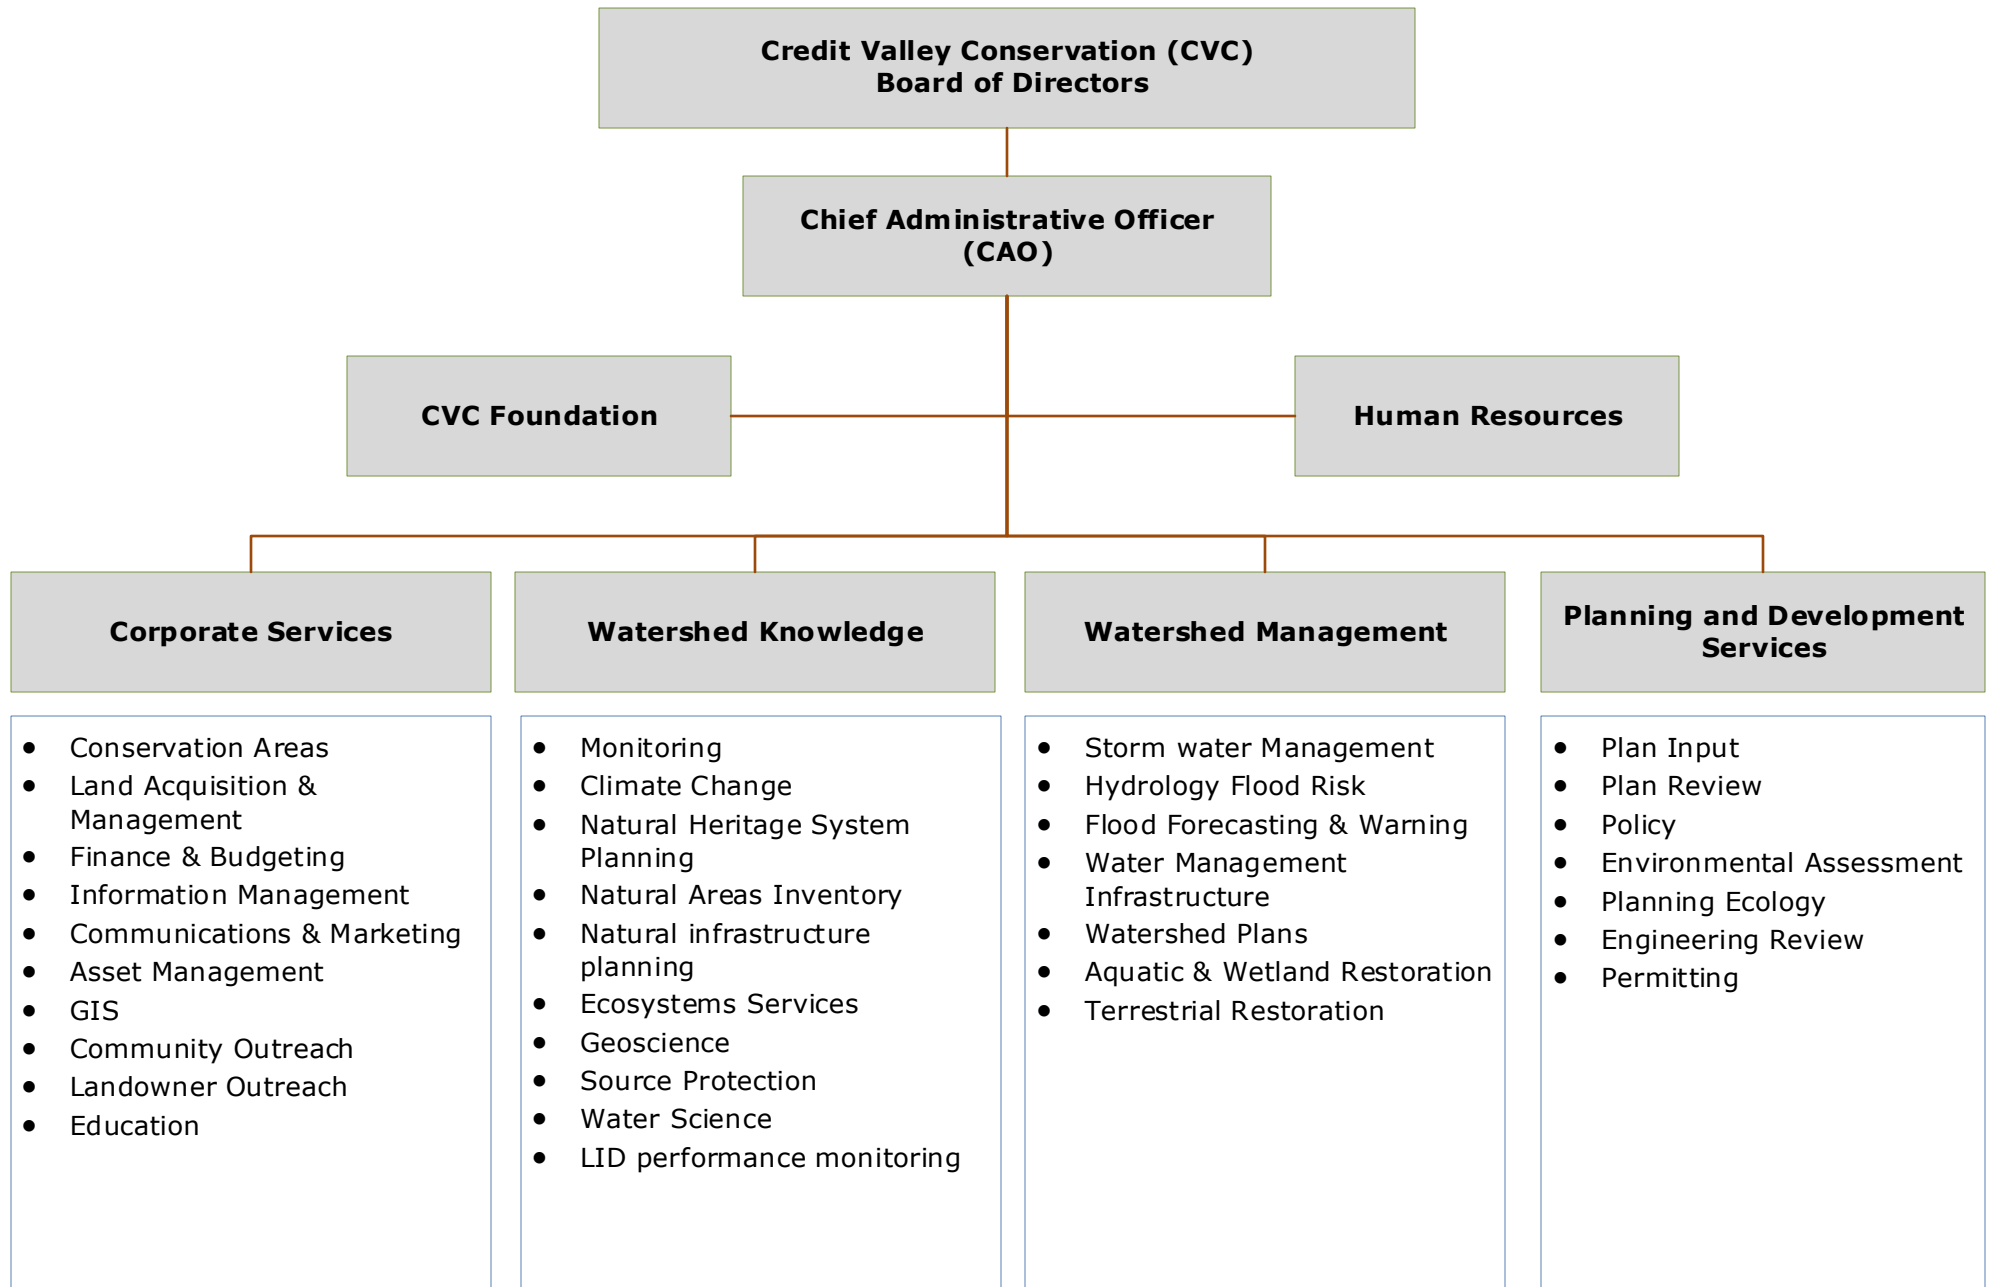 Credit Valley Conservation (CVC)
Board of Directors
Chief Administrative Officer
(CAO)
CVC Foundation
Human Resources
Corporate Services
Watershed Knowledge
Watershed Management
Planning and Development
Services
• Conservation Areas
• Land Acquisition &
Management
• Finance & Budgeting
• Information Management
• Communications & Marketing
• Asset Management
• GIS
• Community Outreach
• Landowner Outreach
• Education
• Monitoring
• Climate Change
• Natural Heritage System
Planning
• Natural Areas Inventory
• Natural infrastructure
planning
• Ecosystems Services
• Geoscience
• Source Protection
• Water Science
• LID performance monitoring
• Storm water Management
• Hydrology Flood Risk
• Flood Forecasting & Warning
• Water Management
Infrastructure
• Watershed Plans
• Aquatic & Wetland Restoration
• Terrestrial Restoration
• Plan Input
• Plan Review
• Policy
• Environmental Assessment
• Planning Ecology
• Engineering Review
• Permitting